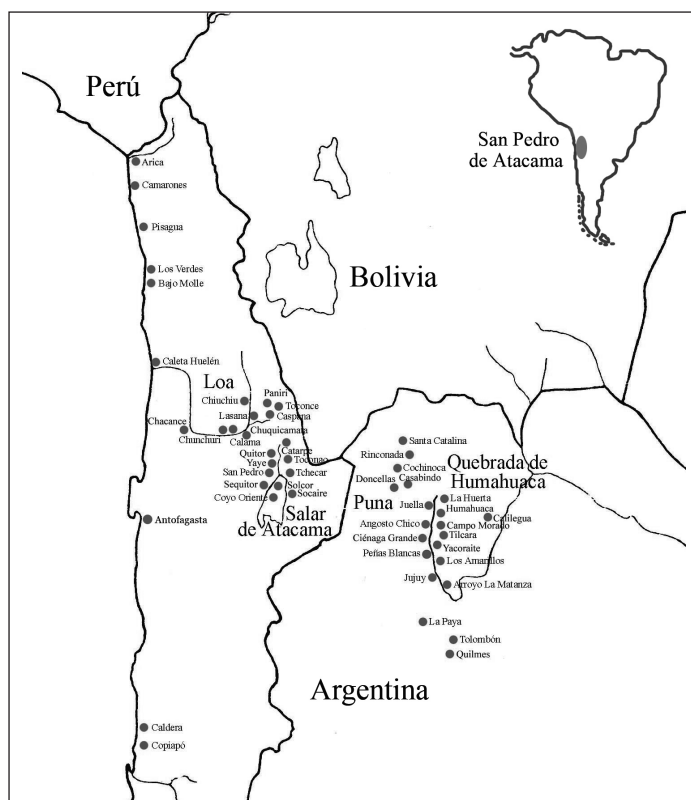 Perú
San Pedro
de Atacama
Arica
Camarones
Pisagua
Los Verdes
Bajo Molle
Bolivia
Caleta Huelén
Loa
Paniri
Chiuchiu
Toconce
Lasana
Caspana
Chacance
Chunchuri
Chuquicamata
Calama
Quitor
Catarpe
Yaye
Toconao
San Pedro
Tchecar
Sequitor
Solcor
Coyo Oriente
Socaire
Salar
de Atacama
Antofagasta
Santa Catalina
Rinconada
Cochinoca
Quebrada de
Humahuaca
Doncellas
Casabindo
Puna
La Huerta
Juella
Humahuaca
Calilegua
Angosto Chico
Campo Morado
Tilcara
Ciénaga Grande
Yacoraite
Peñas Blancas
Los Amarillos
Jujuy
Arroyo La Matanza
La Paya
Tolombón
Quilmes
Argentina
Caldera
Copiapó